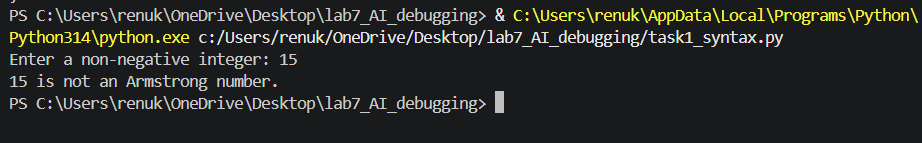 PS C:\Users\renuk\OneDrive\Desktop\lab7_AI_debugging> & C:\Users\renuk\AppData\Local\Programs\Python\
Python314\python.exe c:/Users/renuk/OneDrive/Desktop/lab7_AI_debugging/task1_syntax.py
Enter a non-negative integer: 15
15 is not an Armstrong number.
PS C:\Users\renuk\OneDrive\Desktop\lab7_AI_debugging>